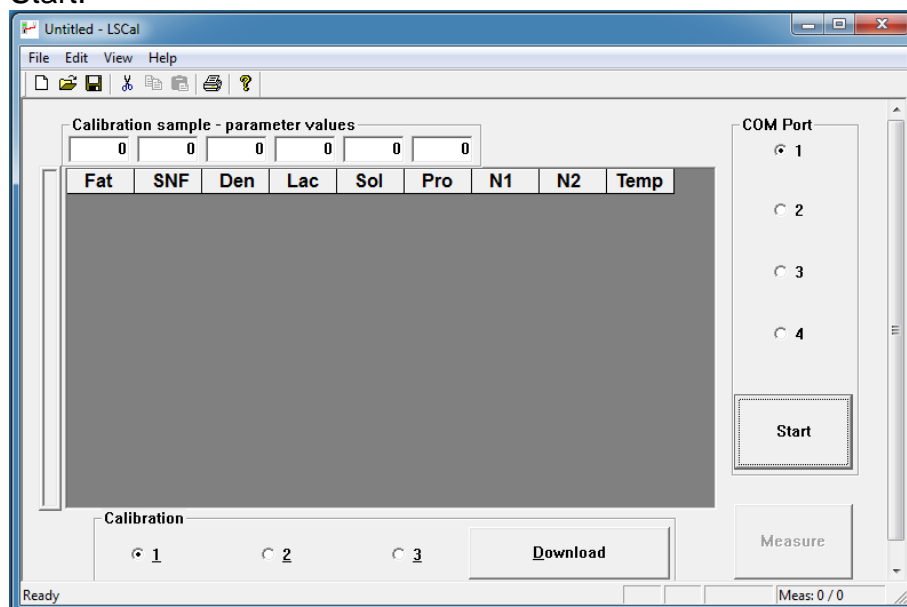 Start.
Untitled - LSCal
File Edit View Help
Calibration sample - parameter values
0 0 0 0 0 0
Fat SNF Den Lac Sol Pro N1 N2 Temp
COM Port
1
2
3
4
Start
Calibration
1 2 3 Download
Measure
Ready Meas: 0 / 0